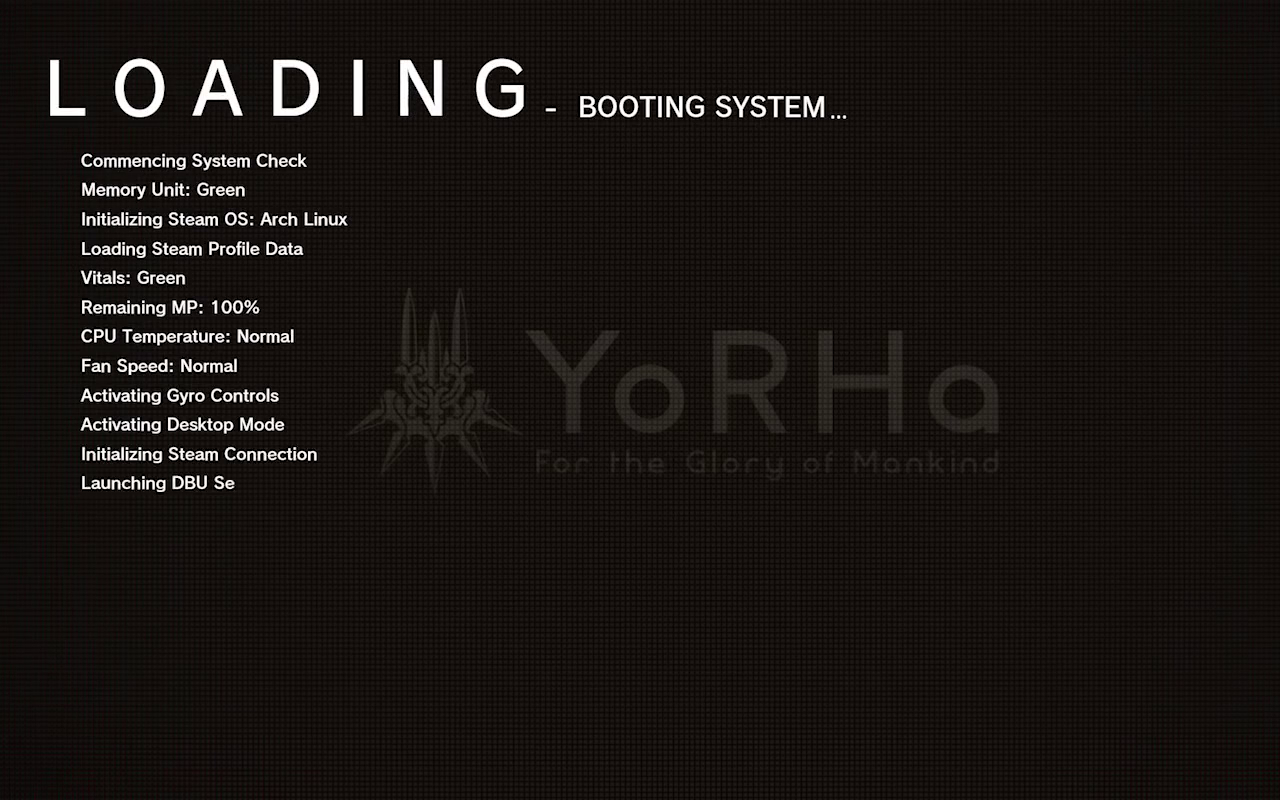 LOADING - BOOTING SYSTEM...
Commencing System Check
Memory Unit: Green
Initializing Steam OS: Arch Linux
Loading Steam Profile Data
Vitals: Green
Remaining MP: 100%
CPU Temperature: Normal
Fan Speed: Normal
Activating Gyro Controls
Activating Desktop Mode
Initializing Steam Connection
Launching DBU Se
YoRHa
For the Glory of Mankind